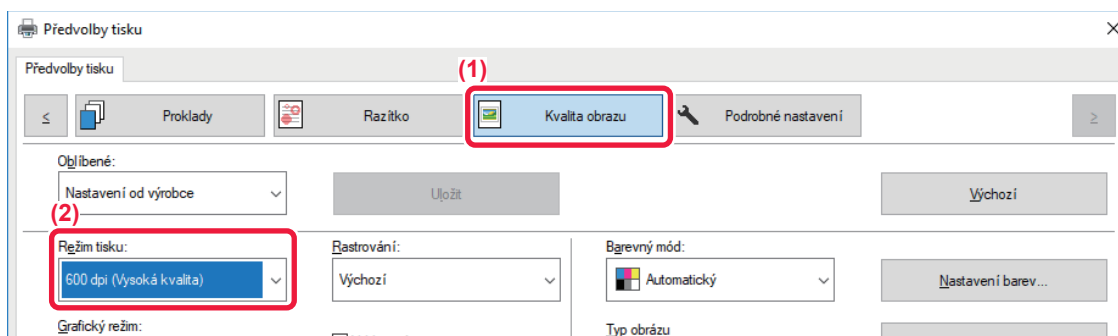 Předvolby tisku
Předvolby tisku
(1)
< Proklady Razítko Kvalita obrazu Podrobné nastavení >
Oblíbené:
Nastavení od výrobce Uložit Výchozí
(2)
Režim tisku: Rastrování: Barevný mód:
600 dpi (Vysoká kvalita) Výchozí Automatický Nastavení barev...
Grafický režim: Typ obrázu